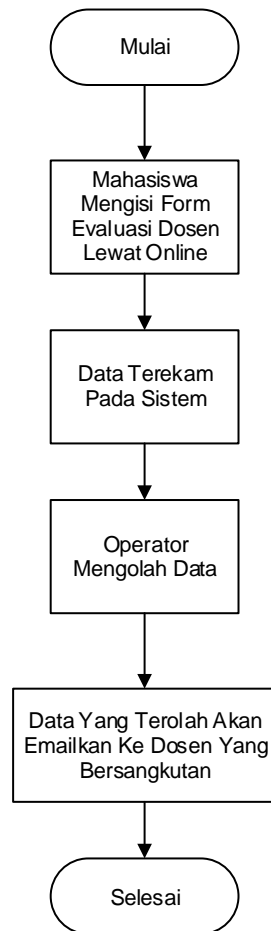 Mulai
Mahasiswa
Mengisi Form
Evaluasi Dosen
Lewat Online
Data Terekam
Pada Sistem
Operator
Mengolah Data
Data Yang Terolah Akan
Emailkan Ke Dosen Yang
Bersangkutan
Selesai